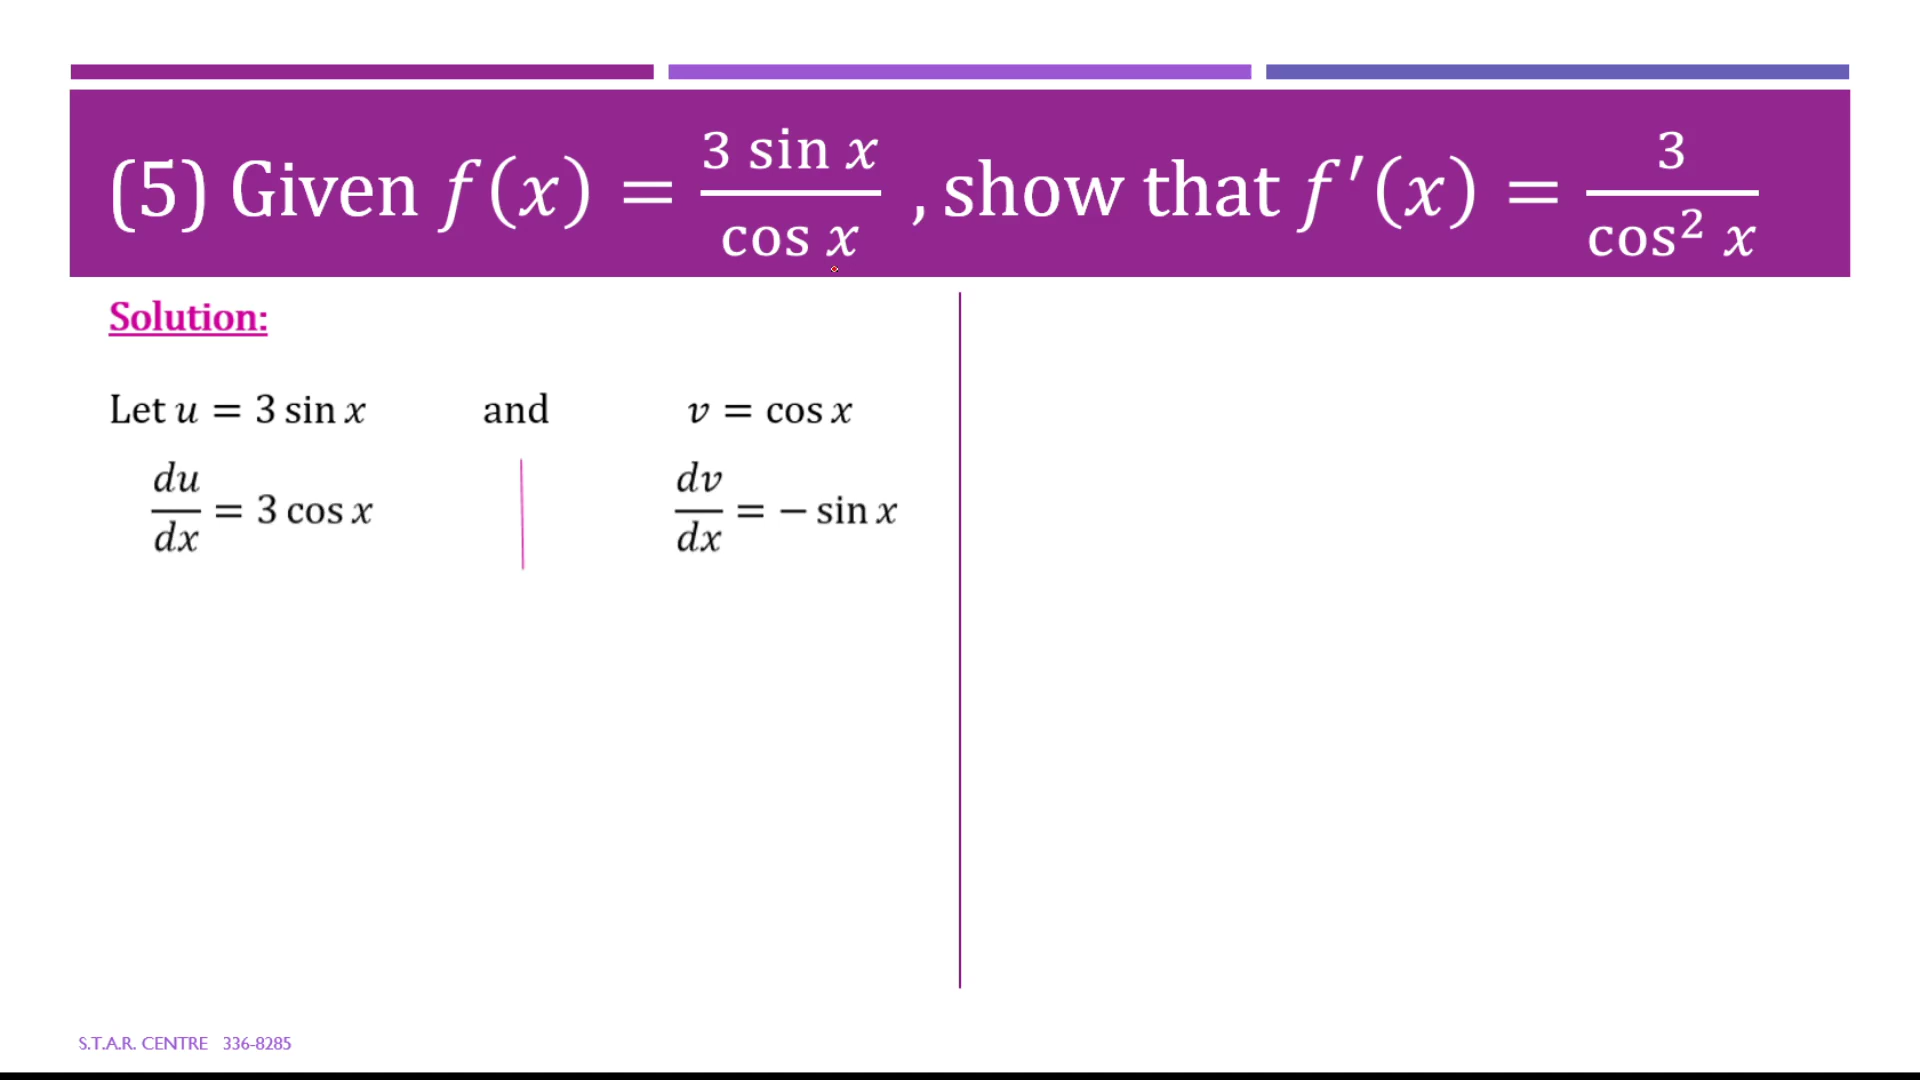 (5) Given f(x) = 3 sin x / cos x , show that f′(x) = 3 / cos² x
Solution:
Let u = 3 sin x and v = cos x
du/dx = 3 cos x dv/dx = − sin x
S.T.A.R. CENTRE 336-8285